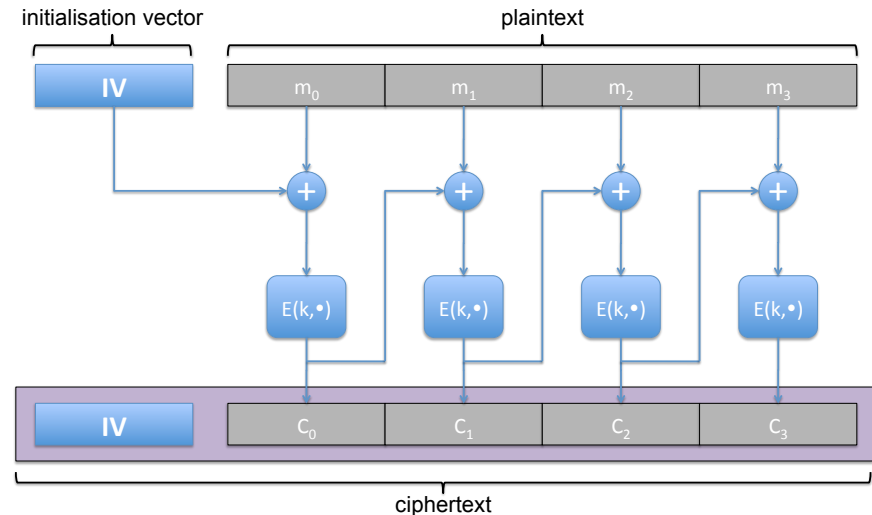 initialisation vector plaintext
IV m₀ m₁ m₂ m₃
+ + + +
E(k,•) E(k,•) E(k,•) E(k,•)
IV C₀ C₁ C₂ C₃
ciphertext